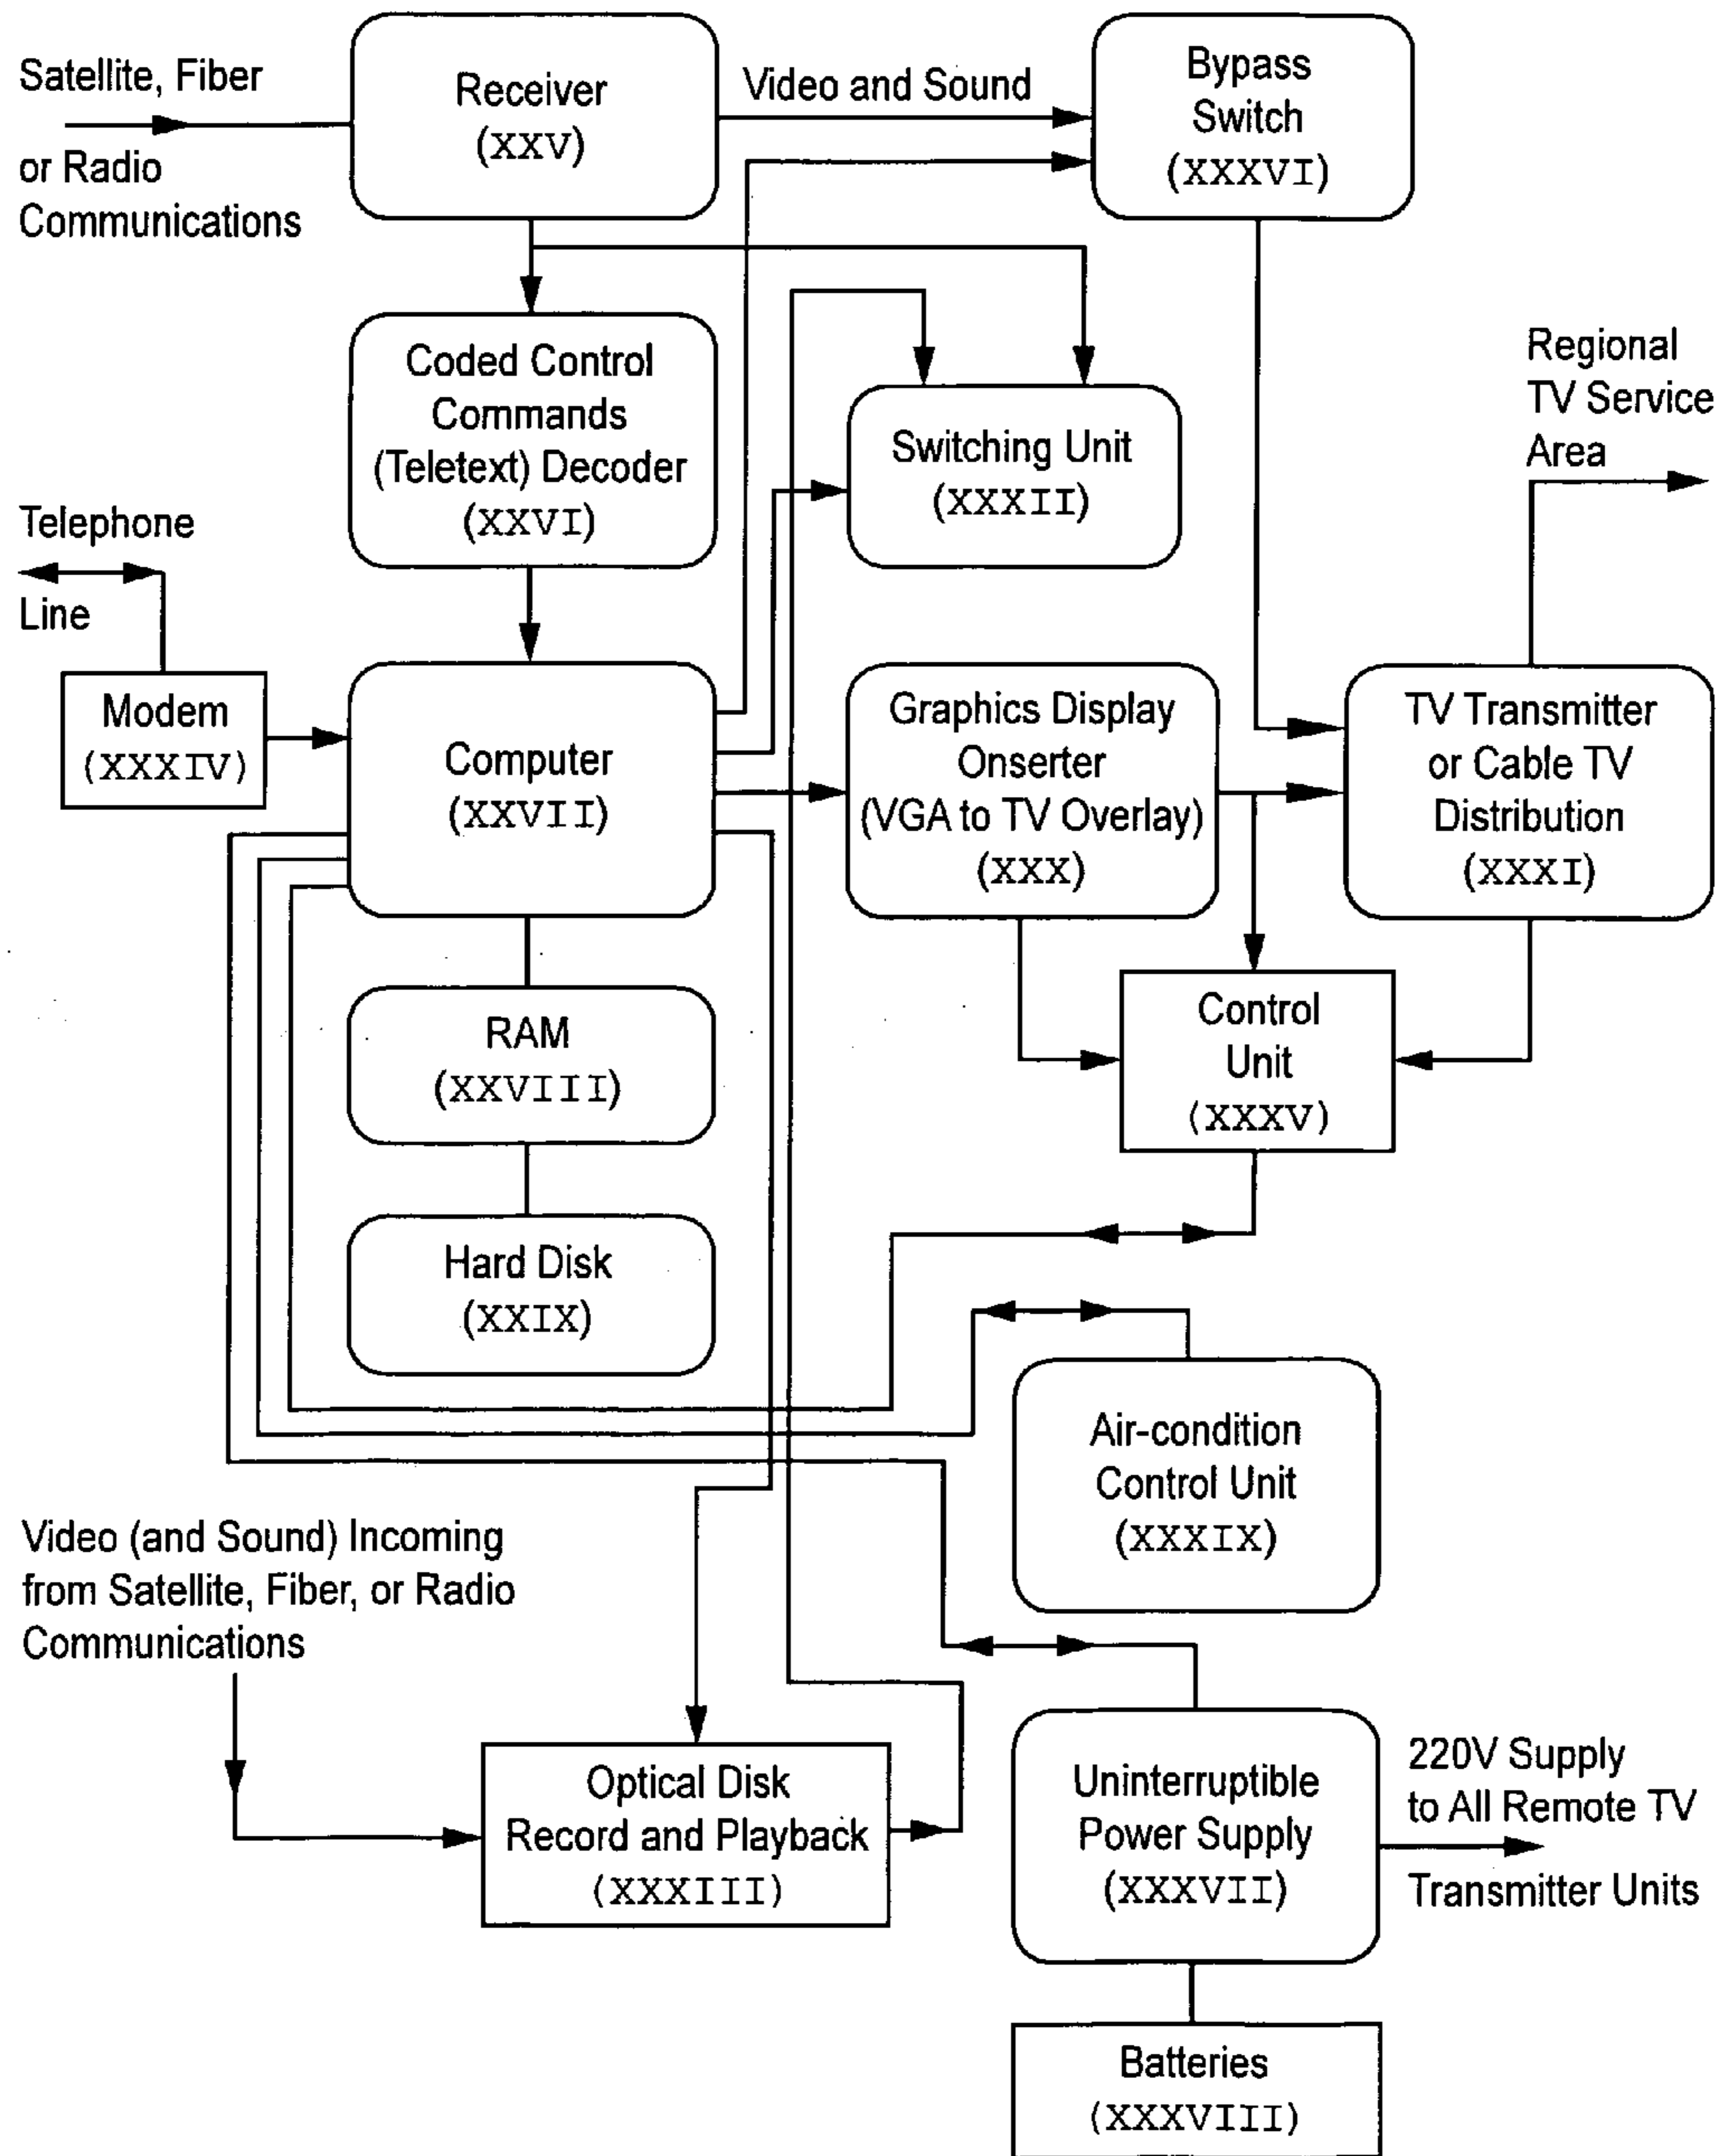 Satellite, Fiber
or Radio
Communications
Receiver
(XXV)
Video and Sound
Bypass
Switch
(XXXVI)
Coded Control
Commands
(Teletext) Decoder
(XXVI)
Switching Unit
(XXXII)
Regional
TV Service
Area
Telephone
Line
Modem
(XXXIV)
Computer
(XXVII)
Graphics Display
Onserter
(VGA to TV Overlay)
(XXX)
TV Transmitter
or Cable TV
Distribution
(XXXI)
RAM
(XXVIII)
Control
Unit
(XXXV)
Hard Disk
(XXIX)
Air-condition
Control Unit
(XXXIX)
Video (and Sound) Incoming
from Satellite, Fiber, or Radio
Communications
Optical Disk
Record and Playback
(XXXIII)
Uninterruptible
Power Supply
(XXXVII)
220V Supply
to All Remote TV
Transmitter Units
Batteries
(XXXVIII)